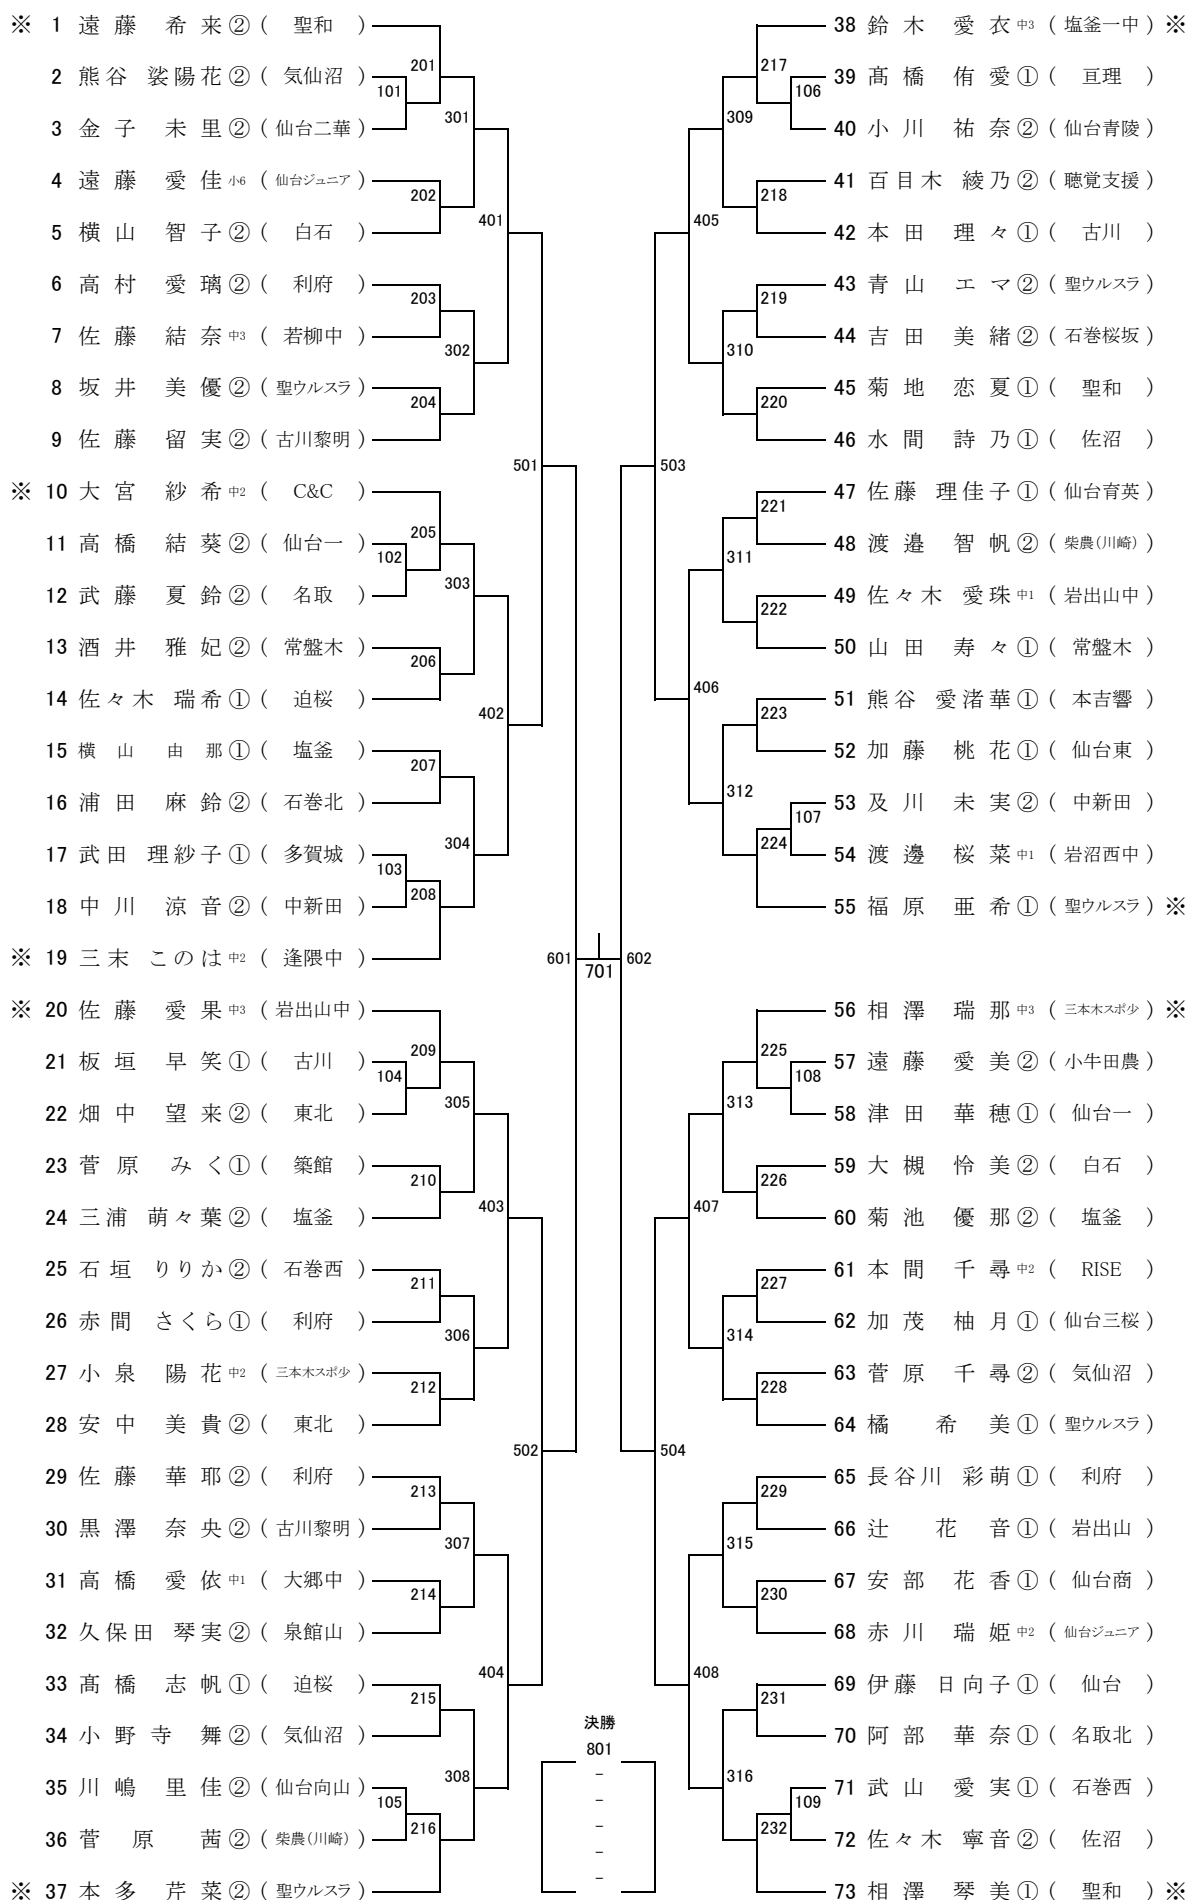 ※ 1 遠藤 希来② ( 聖和 )
2 熊谷 裟陽花② ( 気仙沼 )
3 金子 未里② ( 仙台二華 )
4 遠藤 愛佳 小6 ( 仙台ジュニア )
5 横山 智子② ( 白石 )
6 高村 愛璃② ( 利府 )
7 佐藤 結奈 中3 ( 若柳中 )
8 坂井 美優② ( 聖ウルスラ )
9 佐藤 留実② ( 古川黎明 )
※ 10 大宮 紗希 中2 ( C&C )
11 高橋 結葵② ( 仙台一 )
12 武藤 夏鈴② ( 名取 )
13 酒井 雅妃② ( 常盤木 )
14 佐々木 瑞希① ( 迫桜 )
15 横山 由那① ( 塩釜 )
16 浦田 麻鈴② ( 石巻北 )
17 武田 理紗子① ( 多賀城 )
18 中川 涼音② ( 中新田 )
※ 19 三末 このは 中2 ( 逢隈中 )
※ 20 佐藤 愛果 中3 ( 岩出山中 )
21 板垣 早笑① ( 古川 )
22 畑中 望来② ( 東北 )
23 菅原 みく① ( 築館 )
24 三浦 萌々葉② ( 塩釜 )
25 石垣 りりか② ( 石巻西 )
26 赤間 さくら① ( 利府 )
27 小泉 陽花 中2 ( 三本木スポ少 )
28 安中 美貴② ( 東北 )
29 佐藤 華耶② ( 利府 )
30 黒澤 奈央② ( 古川黎明 )
31 高橋 愛依 中1 ( 大郷中 )
32 久保田 琴実② ( 泉館山 )
33 髙橋 志帆① ( 迫桜 )
34 小野寺 舞② ( 気仙沼 )
35 川嶋 里佳② ( 仙台向山 )
36 菅原 茜② ( 柴農(川崎) )
※ 37 本多 芹菜② ( 聖ウルスラ )
101
102
103
104
105
201
202
203
204
205
206
207
208
209
210
211
212
213
214
215
216
301
302
303
304
305
306
307
308
401
402
403
404
501
502
601
701
602
決勝
801
-
-
-
-
-
503
504
405
406
407
408
309
310
311
312
313
314
315
316
217
218
219
220
221
222
223
224
225
226
227
228
229
230
231
232
106
107
108
109
38 鈴木 愛衣 中3 ( 塩釜一中 ) ※
39 髙橋 侑愛① ( 亘理 )
40 小川 祐奈② ( 仙台青陵 )
41 百目木 綾乃② ( 聴覚支援 )
42 本田 理々① ( 古川 )
43 青山 エマ② ( 聖ウルスラ )
44 吉田 美緒② ( 石巻桜坂 )
45 菊地 恋夏① ( 聖和 )
46 水間 詩乃① ( 佐沼 )
47 佐藤 理佳子① ( 仙台育英 )
48 渡邉 智帆② ( 柴農(川崎) )
49 佐々木 愛珠 中1 ( 岩出山中 )
50 山田 寿々① ( 常盤木 )
51 熊谷 愛渚華① ( 本吉響 )
52 加藤 桃花① ( 仙台東 )
53 及川 未実② ( 中新田 )
54 渡邊 桜菜 中1 ( 岩沼西中 )
55 福原 亜希① ( 聖ウルスラ ) ※
56 相澤 瑞那 中3 ( 三本木スポ少 ) ※
57 遠藤 愛美② ( 小牛田農 )
58 津田 華穂① ( 仙台一 )
59 大槻 怜美② ( 白石 )
60 菊池 優那② ( 塩釜 )
61 本間 千尋 中2 ( RISE )
62 加茂 柚月① ( 仙台三桜 )
63 菅原 千尋② ( 気仙沼 )
64 橘 希美① ( 聖ウルスラ )
65 長谷川 彩萌① ( 利府 )
66 辻 花音① ( 岩出山 )
67 安部 花香① ( 仙台商 )
68 赤川 瑞姫 中2 ( 仙台ジュニア )
69 伊藤 日向子① ( 仙台 )
70 阿部 華奈① ( 名取北 )
71 武山 愛実① ( 石巻西 )
72 佐々木 寧音② ( 佐沼 )
73 相澤 琴美① ( 聖和 ) ※